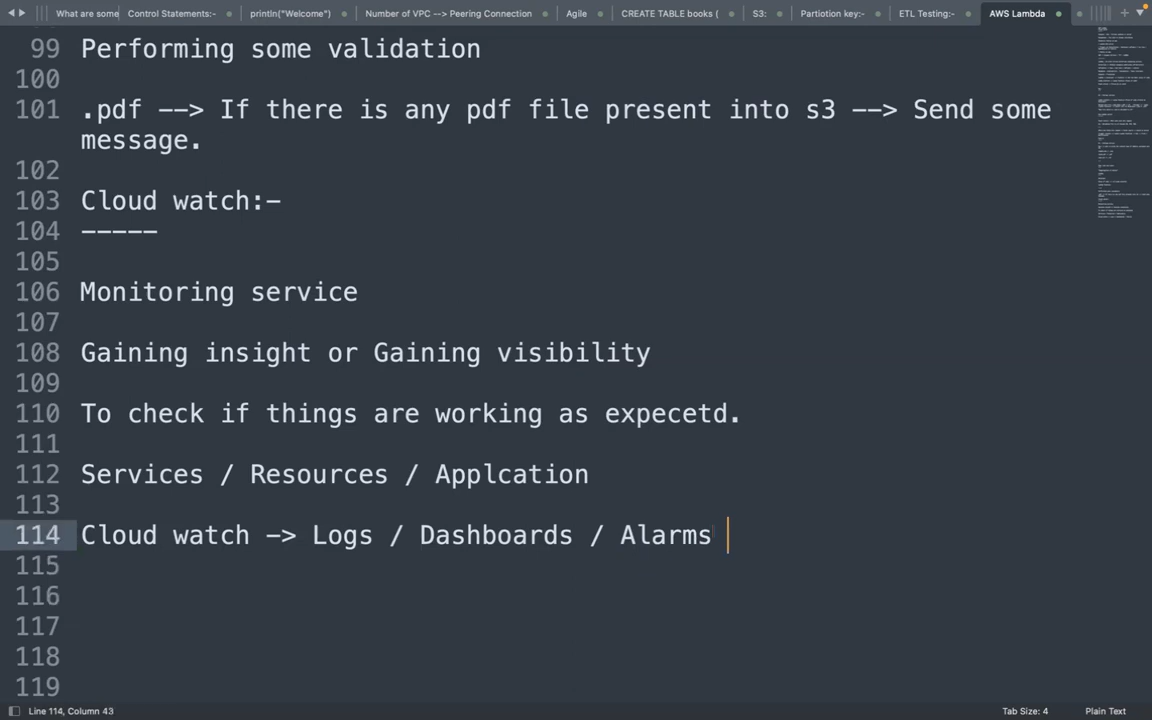 What are some
Control Statements:-
println("Welcome")
Number of VPC --> Peering Connection
Agile
CREATE TABLE books (
S3:
Partiotion key:-
ETL Testing:-
AWS Lambda
99 Performing some validation
100
101 .pdf --> If there is any pdf file present into s3 --> Send some
message.
102
103 Cloud watch:-
104 -----
105
106 Monitoring service
107
108 Gaining insight or Gaining visibility
109
110 To check if things are working as expecetd.
111
112 Services / Resources / Applcation
113
114 Cloud watch -> Logs / Dashboards / Alarms
115
116
117
118
119
Line 114, Column 43
Tab Size: 4
Plain Text